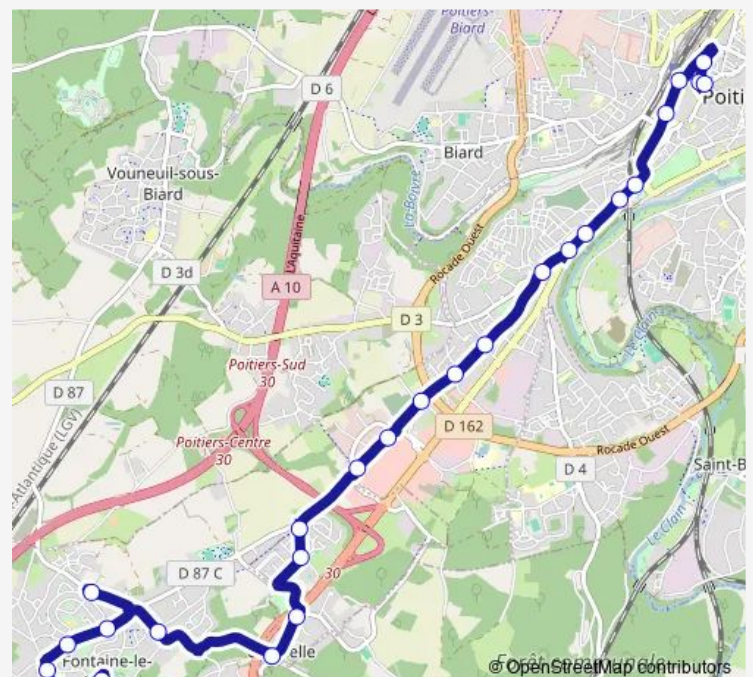 Poitiers-
Biard
D 6
Poiti
Biard
Vouneuil-sous-
Biard
La Boivre
L'Aquitaine
Rocade Ouest
D 3d
A 10
D 3
Le Clain
Poitiers-Sud
30
D 87
Poitiers-Centre
30
D 162
Rocade Ouest
D 4
Saint-B
Atlantique (LGV)
Le Clain
D 87 C
30
Fontaine-le-
elle
© OpenStreetMap contributors